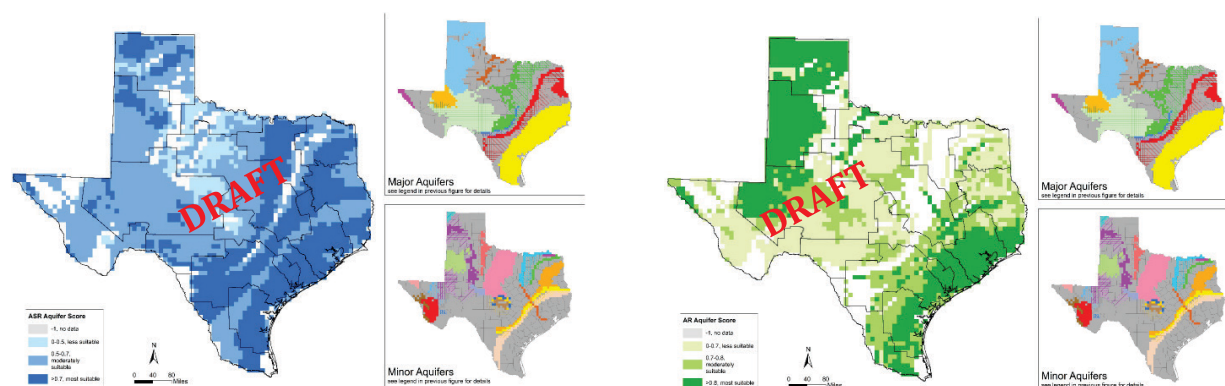 DRAFT
ASR Aquifer Score
-1, no data
0-0.5, less suitable
0.5-0.7,
moderately
suitable
>0.7, most suitable
N
0 40 80
Miles
Major Aquifers
see legend in previous figure for details
Minor Aquifers
see legend in previous figure for details
DRAFT
AR Aquifer Score
-1, no data
0-0.7, less suitable
0.7-0.8,
moderately
suitable
>0.8, most suitable
N
0 40 80
Miles
Major Aquifers
see legend in previous figure for details
Minor Aquifers
see legend in previous figure for details